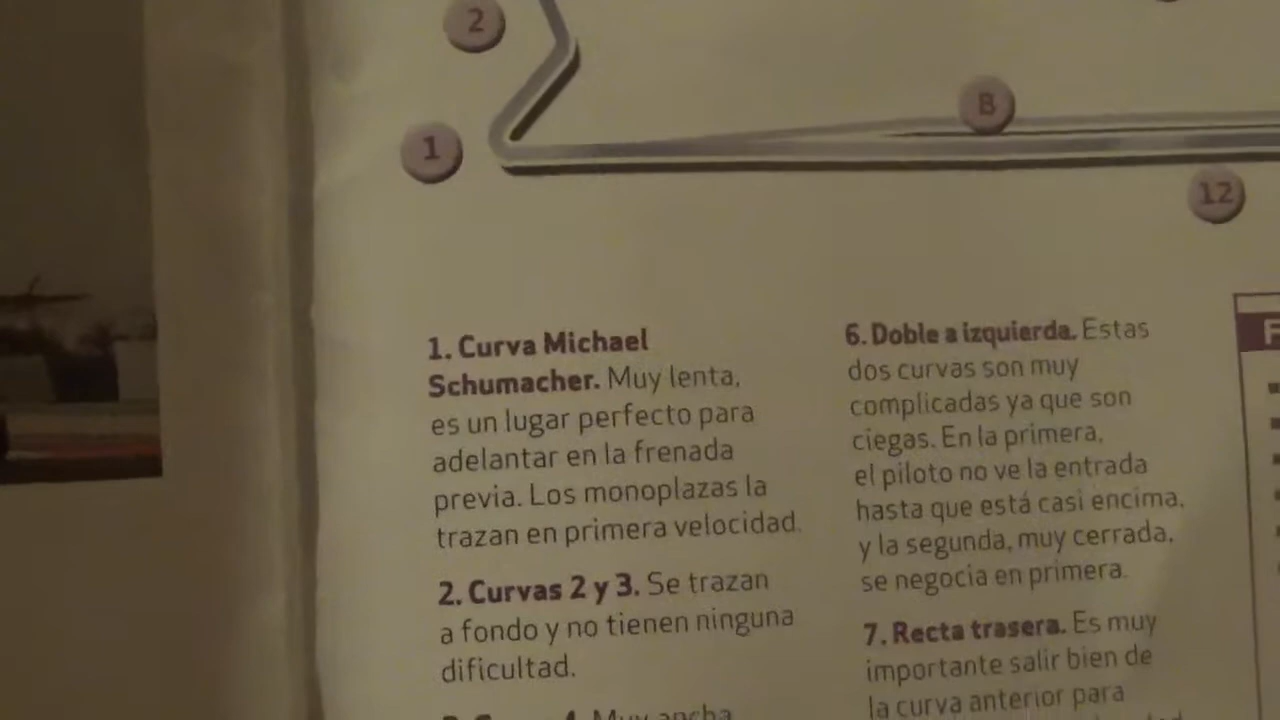 2
B
1
12
1. Curva Michael
Schumacher. Muy lenta,
es un lugar perfecto para
adelantar en la frenada
previa. Los monoplazas la
trazan en primera velocidad.
2. Curvas 2 y 3. Se trazan
a fondo y no tienen ninguna
dificultad.
Muy ancha
6. Doble a izquierda. Estas
dos curvas son muy
complicadas ya que son
ciegas. En la primera,
el piloto no ve la entrada
hasta que está casi encima,
y la segunda, muy cerrada,
se negocia en primera.
7. Recta trasera. Es muy
importante salir bien de
la curva anterior para
F